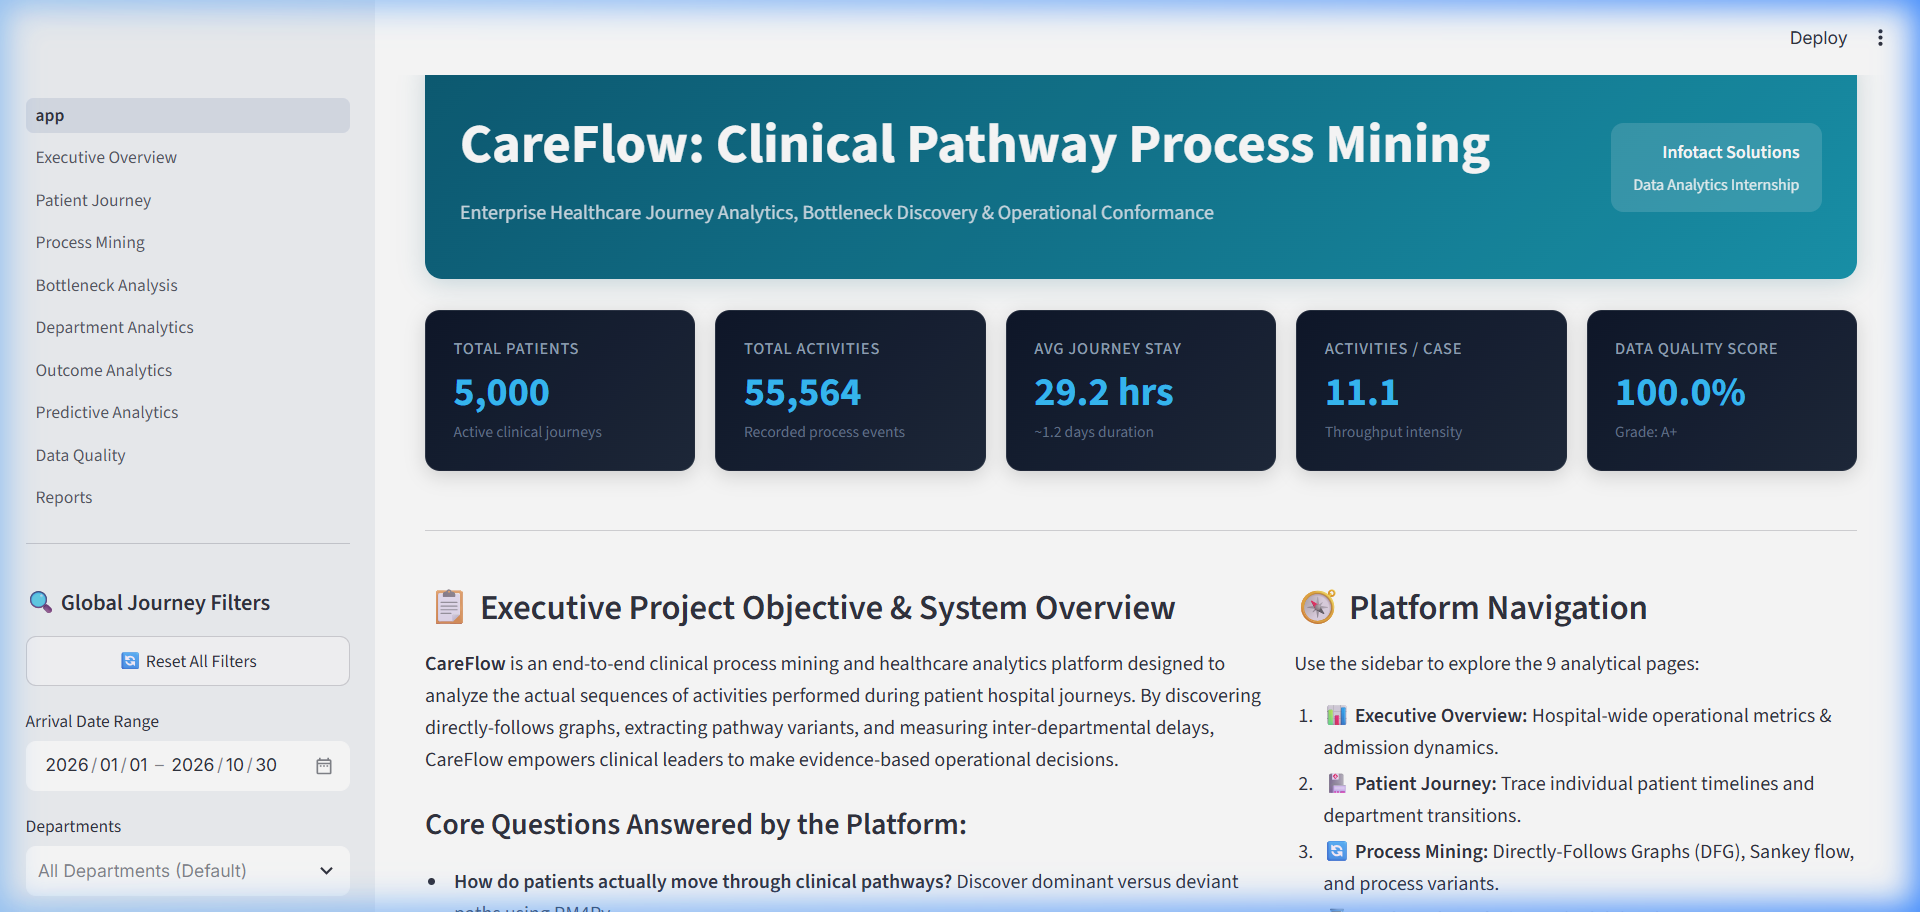 Deploy
app
Executive Overview
Patient Journey
Process Mining
Bottleneck Analysis
Department Analytics
Outcome Analytics
Predictive Analytics
Data Quality
Reports
Global Journey Filters
Reset All Filters
Arrival Date Range
2026/01/01 – 2026/10/30
Departments
All Departments (Default)
CareFlow: Clinical Pathway Process Mining
Enterprise Healthcare Journey Analytics, Bottleneck Discovery & Operational Conformance
Infotact Solutions
Data Analytics Internship
TOTAL PATIENTS
5,000
Active clinical journeys
TOTAL ACTIVITIES
55,564
Recorded process events
AVG JOURNEY STAY
29.2 hrs
~1.2 days duration
ACTIVITIES / CASE
11.1
Throughput intensity
DATA QUALITY SCORE
100.0%
Grade: A+
Executive Project Objective & System Overview
CareFlow is an end-to-end clinical process mining and healthcare analytics platform designed to
analyze the actual sequences of activities performed during patient hospital journeys. By discovering
directly-follows graphs, extracting pathway variants, and measuring inter-departmental delays,
CareFlow empowers clinical leaders to make evidence-based operational decisions.
Core Questions Answered by the Platform:
• How do patients actually move through clinical pathways? Discover dominant versus deviant
paths using PM4Py.
Platform Navigation
Use the sidebar to explore the 9 analytical pages:
1. Executive Overview: Hospital-wide operational metrics &
admission dynamics.
2. Patient Journey: Trace individual patient timelines and
department transitions.
3. Process Mining: Directly-Follows Graphs (DFG), Sankey flow,
and process variants.